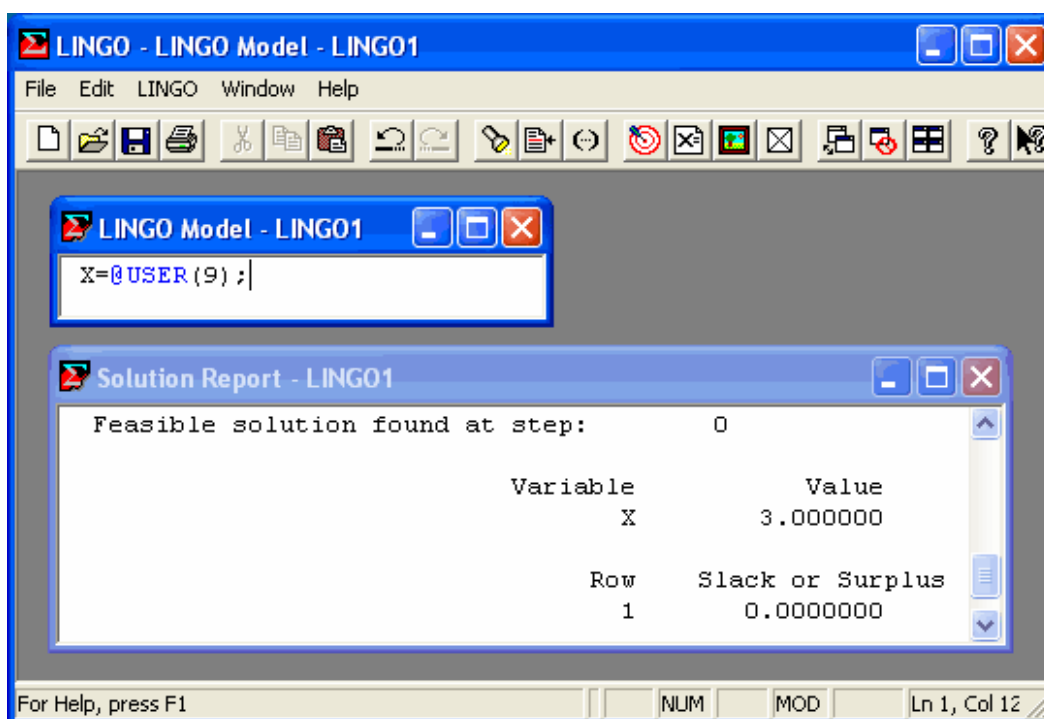 LINGO - LINGO Model - LINGO1
File Edit LINGO Window Help
LINGO Model - LINGO1
X=@USER(9);
Solution Report - LINGO1
Feasible solution found at step: 0
Variable Value
X 3.000000
Row Slack or Surplus
1 0.0000000
For Help, press F1 NUM MOD Ln 1, Col 12